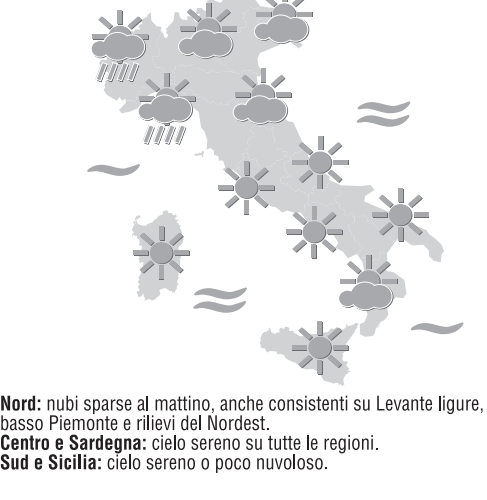 Nord: nubi sparse al mattino, anche consistenti su Levante ligure,
basso Piemonte e rilievi del Nordest.
Centro e Sardegna: cielo sereno su tutte le regioni.
Sud e Sicilia: cielo sereno o poco nuvoloso.